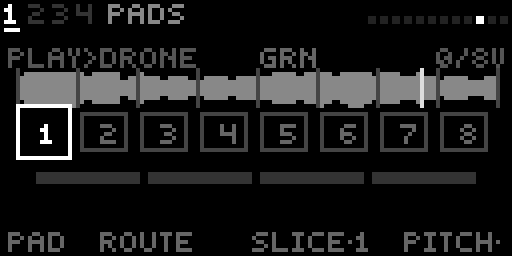 1 2 3 4 PADS
PLAY>DRONE GRN 0/8V
1 2 3 4 5 6 7 8
PAD ROUTE SLICE·1 PITCH·